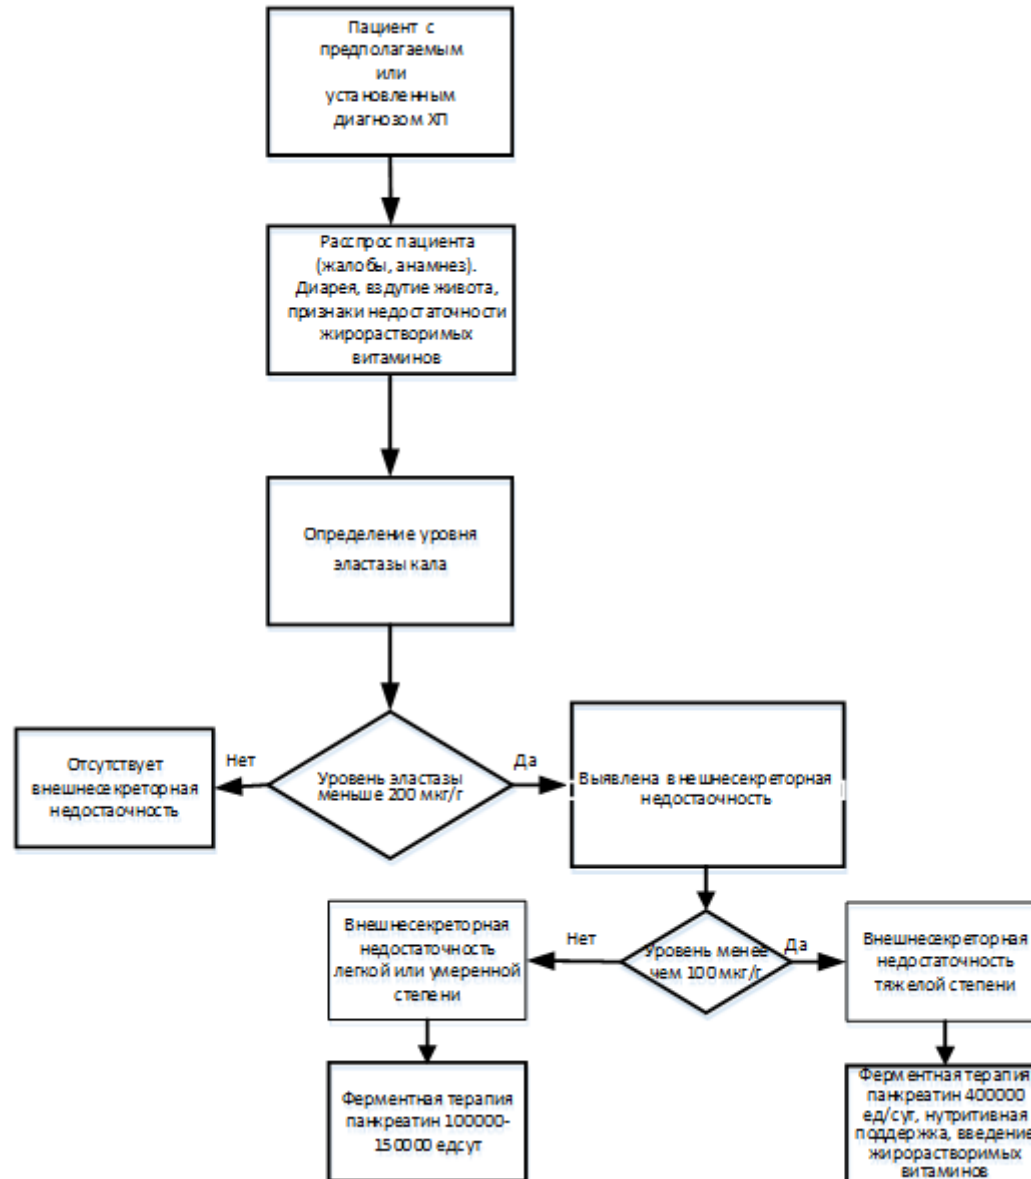 Пациент с
предполагаемым
или
установленным
диагнозом ХП
Расспрос пациента
(жалобы, анамнез).
Диарея, вздутие живота,
признаки недостаточности
жирорастворимых
витаминов
Определение уровня
эластазы кала
Уровень эластазы
меньше 200 мкг/г
Нет
Да
Отсутствует
внешнесекреторная
недостаочность
Выявлена внешнесекреторная
недостаочность
Уровень менее
чем 100 мкг/г
Нет
Да
Внешнесекреторная
недостаточность
легкой или умеренной
степени
Внешнесекреторная
недостаточность
тяжелой степени
Ферментная терапия
панкреатин 100000-
150000 едсут
Ферментная терапия
панкреатин 400000
ед/сут, нутритивная
поддержка, введение
жирорастворимых
витаминов